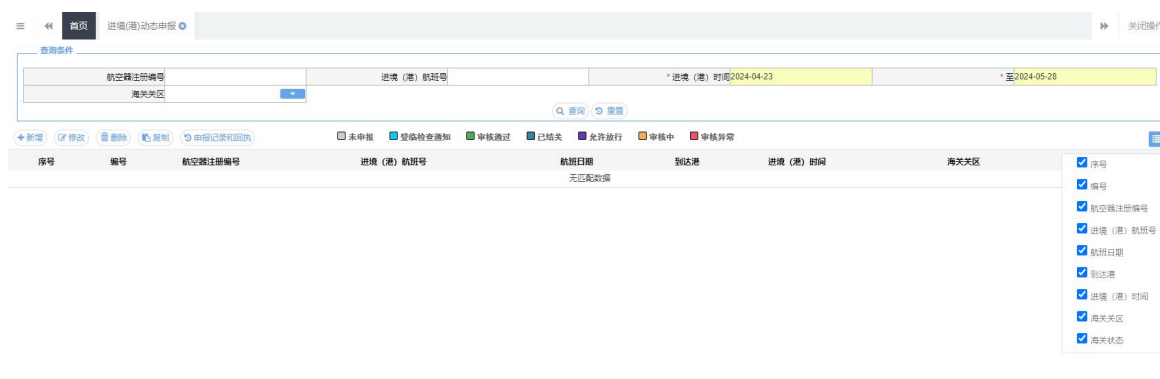 首页 进境(港)动态申报 关闭操作
查询条件
航空器注册编号 进境（港）航班号 *进境（港）时间 2024-04-23 *至 2024-05-28
海关关区
查询 重置
新增 修改 删除 复制 申报记录和回执 未申报 登临检查通知 审核通过 已结关 允许放行 审核中 审核异常
序号 编号 航空器注册编号 进境（港）航班号 航班日期 到达港 进境（港）时间 海关关区
无匹配数据
序号
编号
航空器注册编号
进境（港）航班号
航班日期
到达港
进境（港）时间
海关关区
海关状态